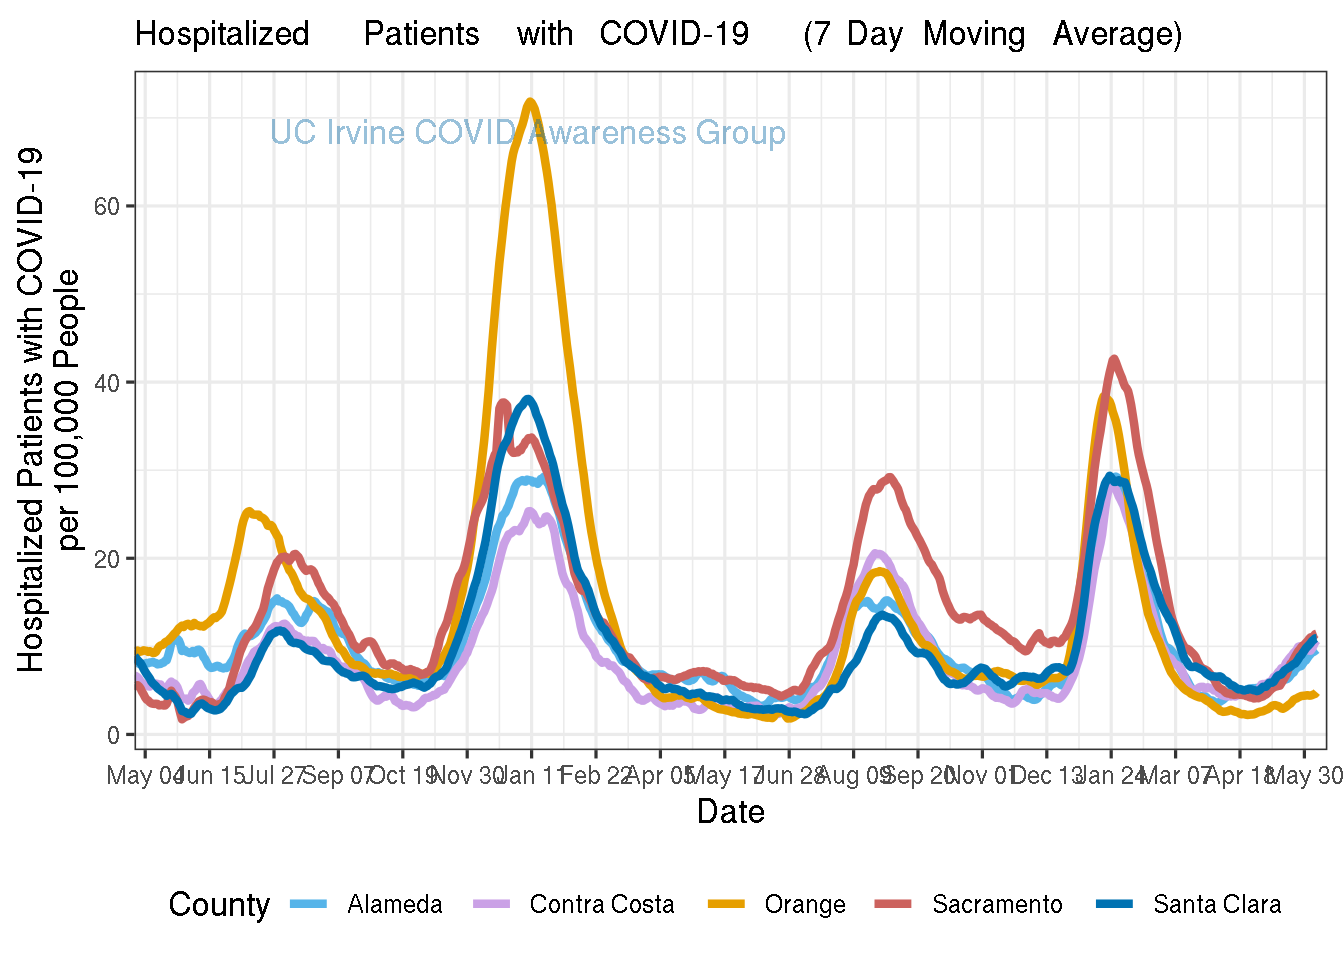 Hospitalized Patients with COVID-19 (7 Day Moving Average)
UC Irvine COVID Awareness Group
Hospitalized Patients with COVID-19
per 100,000 People
60
40
20
0
May 04 Jun 15 Jul 27 Sep 07 Oct 19 Nov 30 Jan 11 Feb 22 Apr 05 May 17 Jun 28 Aug 09 Sep 20 Nov 01 Dec 13 Jan 24 Mar 07 Apr 18 May 30
Date
County Alameda Contra Costa Orange Sacramento Santa Clara